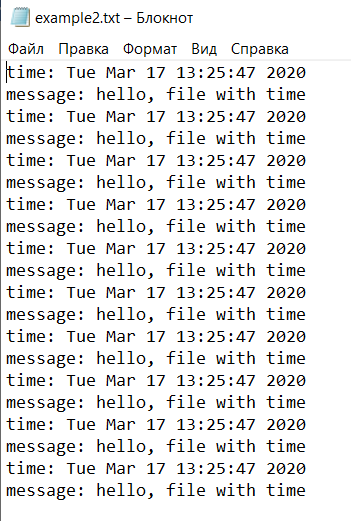 example2.txt – Блокнот
Файл Правка Формат Вид Справка
time: Tue Mar 17 13:25:47 2020
message: hello, file with time
time: Tue Mar 17 13:25:47 2020
message: hello, file with time
time: Tue Mar 17 13:25:47 2020
message: hello, file with time
time: Tue Mar 17 13:25:47 2020
message: hello, file with time
time: Tue Mar 17 13:25:47 2020
message: hello, file with time
time: Tue Mar 17 13:25:47 2020
message: hello, file with time
time: Tue Mar 17 13:25:47 2020
message: hello, file with time
time: Tue Mar 17 13:25:47 2020
message: hello, file with time
time: Tue Mar 17 13:25:47 2020
message: hello, file with time
time: Tue Mar 17 13:25:47 2020
message: hello, file with time